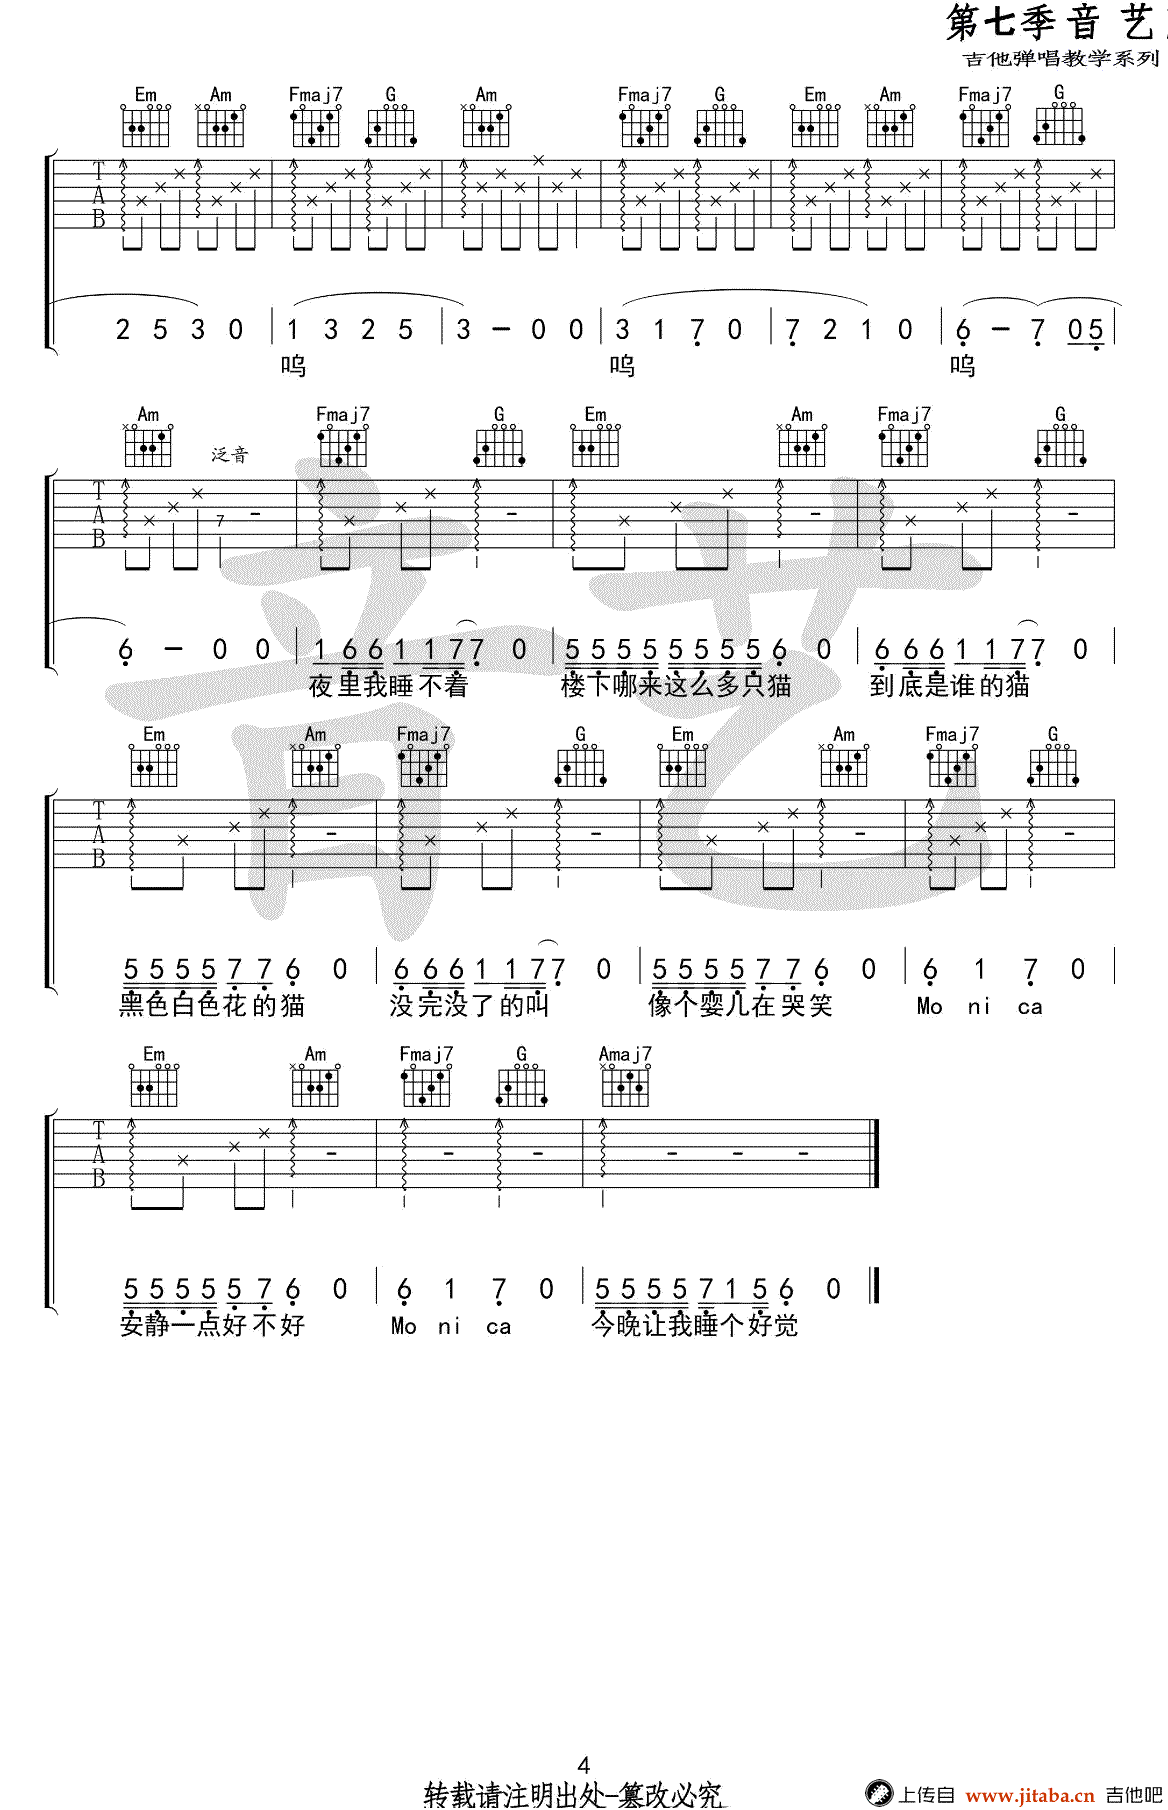 第七季音 艺
吉他弹唱教学系列
Em Am Fmaj7 G Am Fmaj7 G Em Am Fmaj7 G
T
A
B
2 5 3 0 | 1 3 2 5 | 3 - 0 0 | 3 1 7 0 | 7 2 1 0 | 6 - 7 05
呜 呜 呜
Am Fmaj7 G Em Am Fmaj7 G
泛音
T
A 7
B
6 - 0 0 | 1 6 6 1 1 7 7 0 | 5 5 5 5 5 5 5 5 6 0 | 6 6 6 1 1 7 7 0
夜里我睡不着 楼下哪来这么多只猫 到底是谁的猫
Em Am Fmaj7 G Em Am Fmaj7 G
T
A
B
5 5 5 5 7 7 6 0 | 6 6 6 1 1 7 7 0 | 5 5 5 5 7 7 6 0 | 6 1 7 0
黑色白色花的猫 没完没了的叫 像个婴儿在哭笑 Mo ni ca
Em Am Fmaj7 G Amaj7
T
A
B
5 5 5 5 5 7 6 0 | 6 1 7 0 | 5 5 5 5 7 1 5 6 0
安静一点好不好 Mo ni ca 今晚让我睡个好觉
音艺
4
转载请注明出处-篡改必究
上传自 www.jitaba.cn 吉他吧